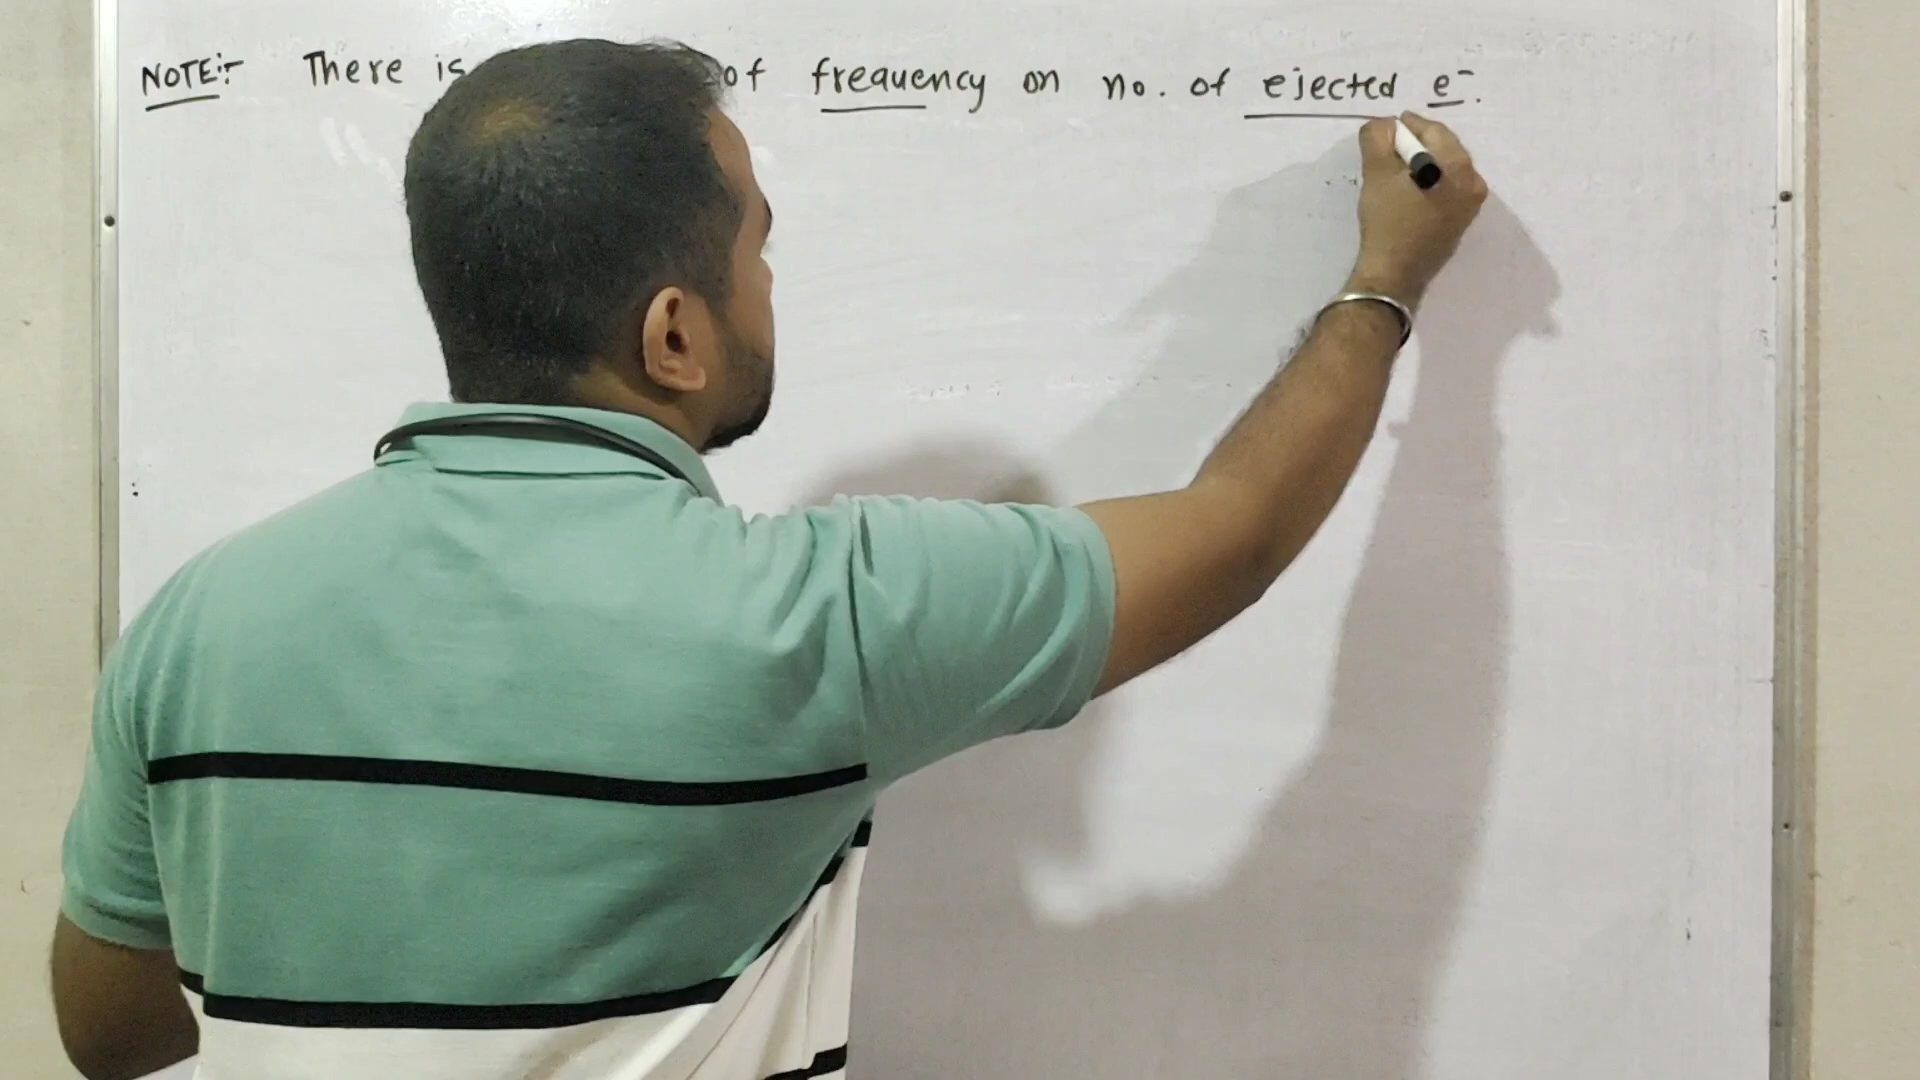 NOTE:- There is of frequency on no. of ejected e⁻.